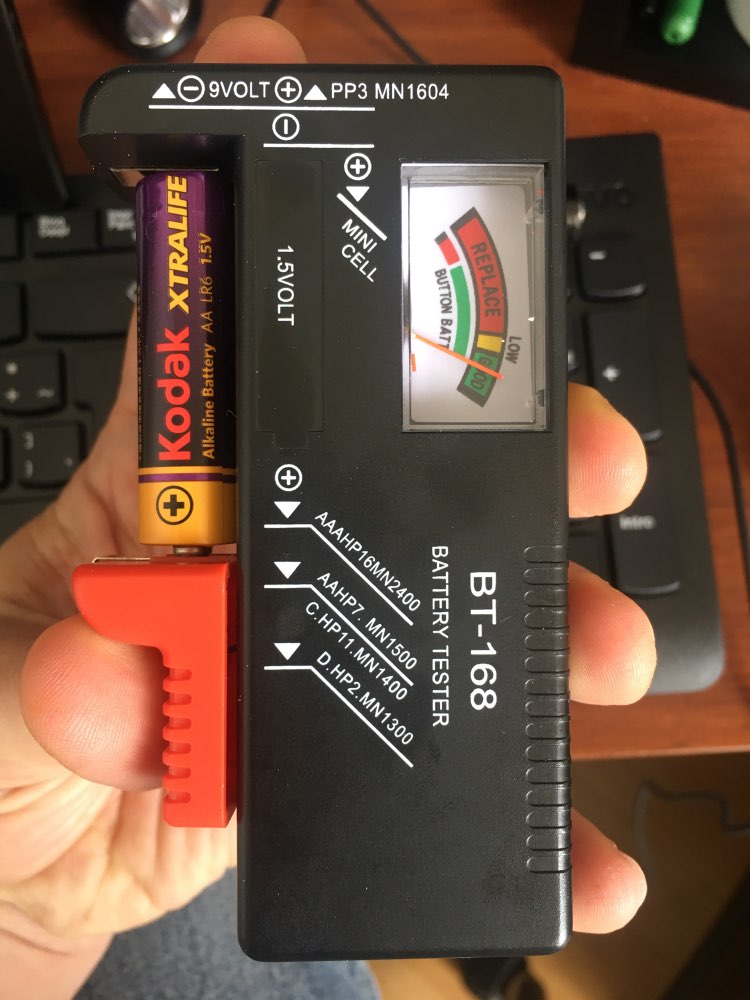 ⊖ 9VOLT ⊕ PP3 MN1604
⊖
⊕
MINI
CELL
1.5VOLT
Kodak XTRALIFE
Alkaline Battery AA LR6 1.5V
+
REPLACE
LOW
BUTTON BATT
⊕
AAAHP16MN2400
AAHP7. MN1500
C.HP11.MN1400
D.HP2.MN1300
BATTERY TESTER
BT-168
Intro